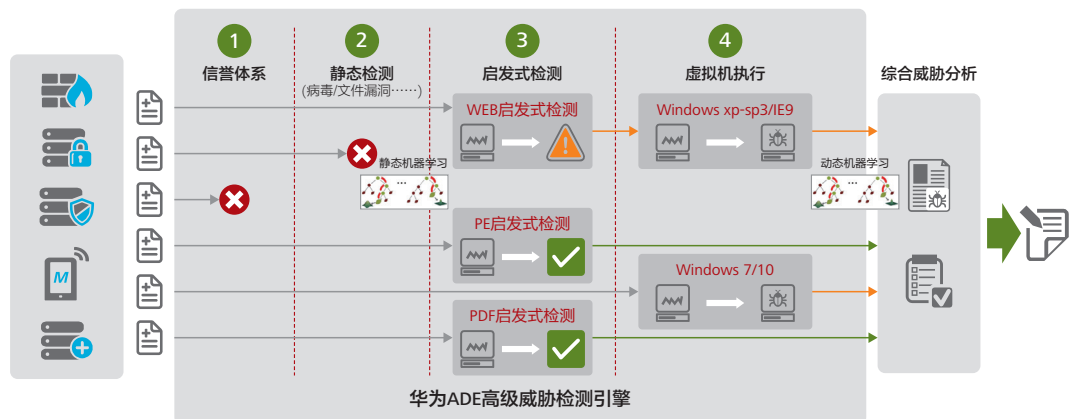 1
2
3
4
信誉体系
静态检测
(病毒/文件漏洞……)
启发式检测
虚拟机执行
综合威胁分析
WEB启发式检测
Windows xp-sp3/IE9
静态机器学习
...
动态机器学习
...
PE启发式检测
M
Windows 7/10
PDF启发式检测
华为ADE高级威胁检测引擎